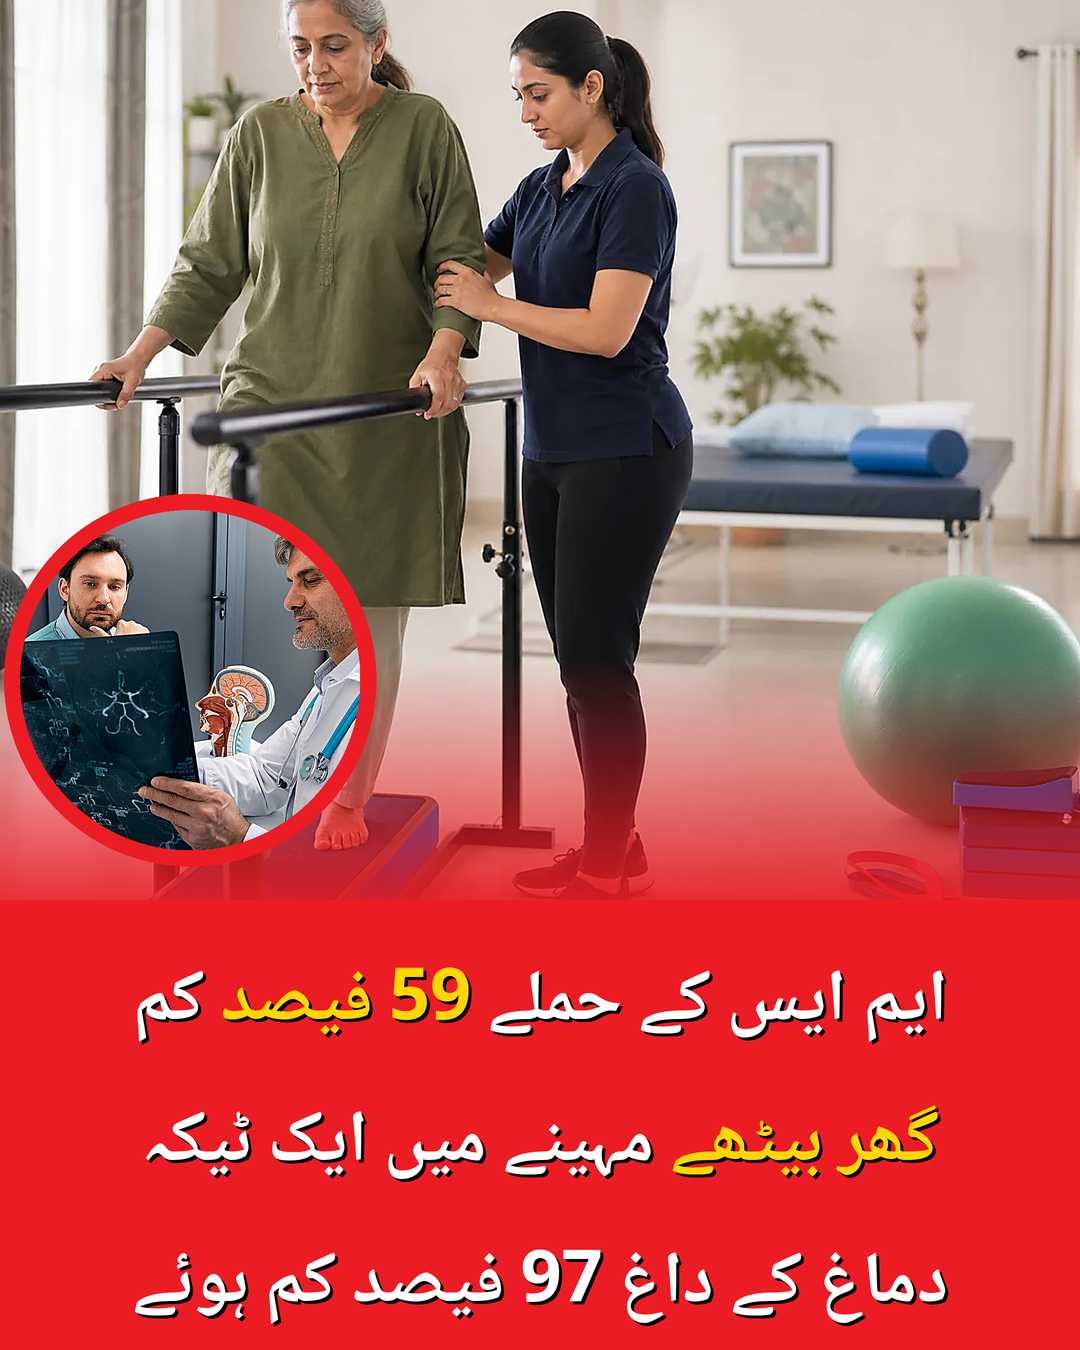 ایم ایس کے حملے 59 فیصد کم
گھر بیٹھے مہینے میں ایک ٹیکہ
دماغ کے داغ 97 فیصد کم ہوئے